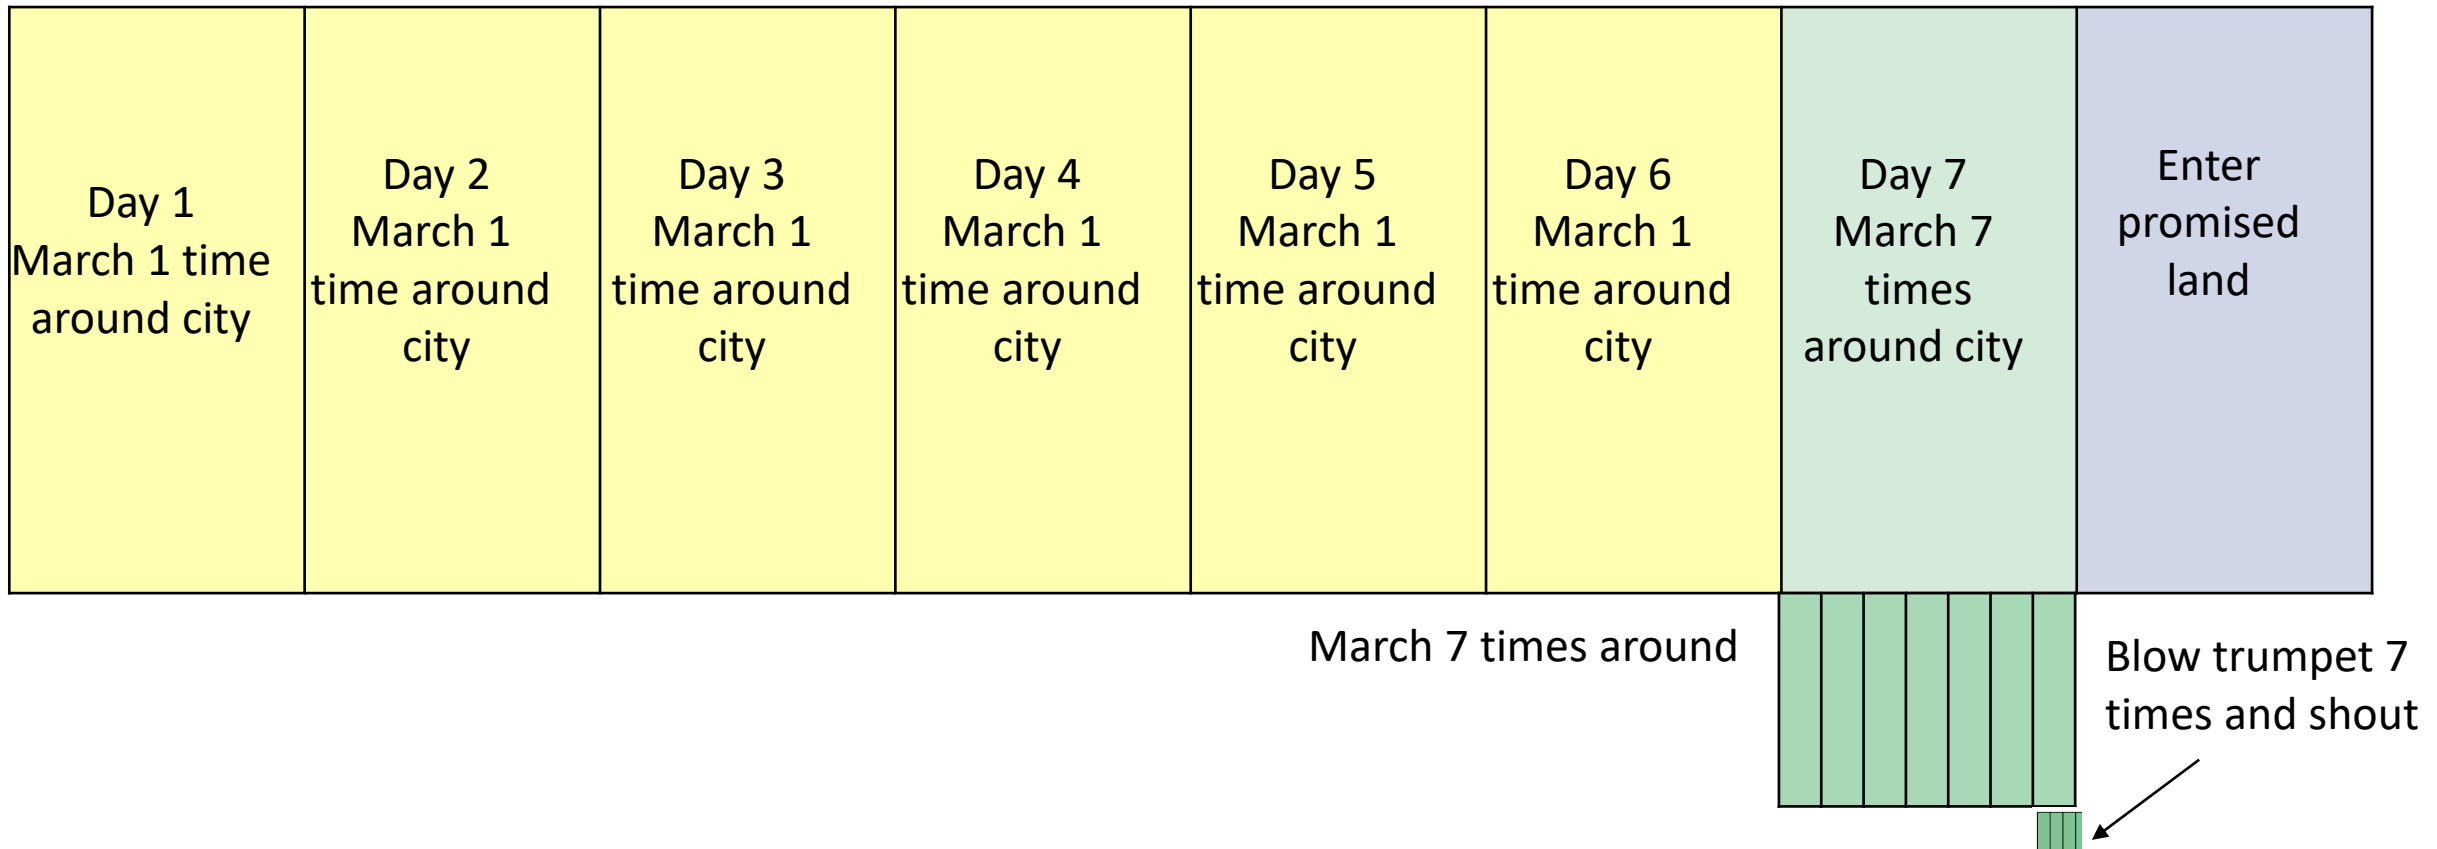 Day 1
March 1 time
around city
Day 2
March 1
time around
city
Day 3
March 1
time around
city
Day 4
March 1
time around
city
Day 5
March 1
time around
city
Day 6
March 1
time around
city
Day 7
March 7
times
around city
Enter
promised
land
March 7 times around
Blow trumpet 7
times and shout